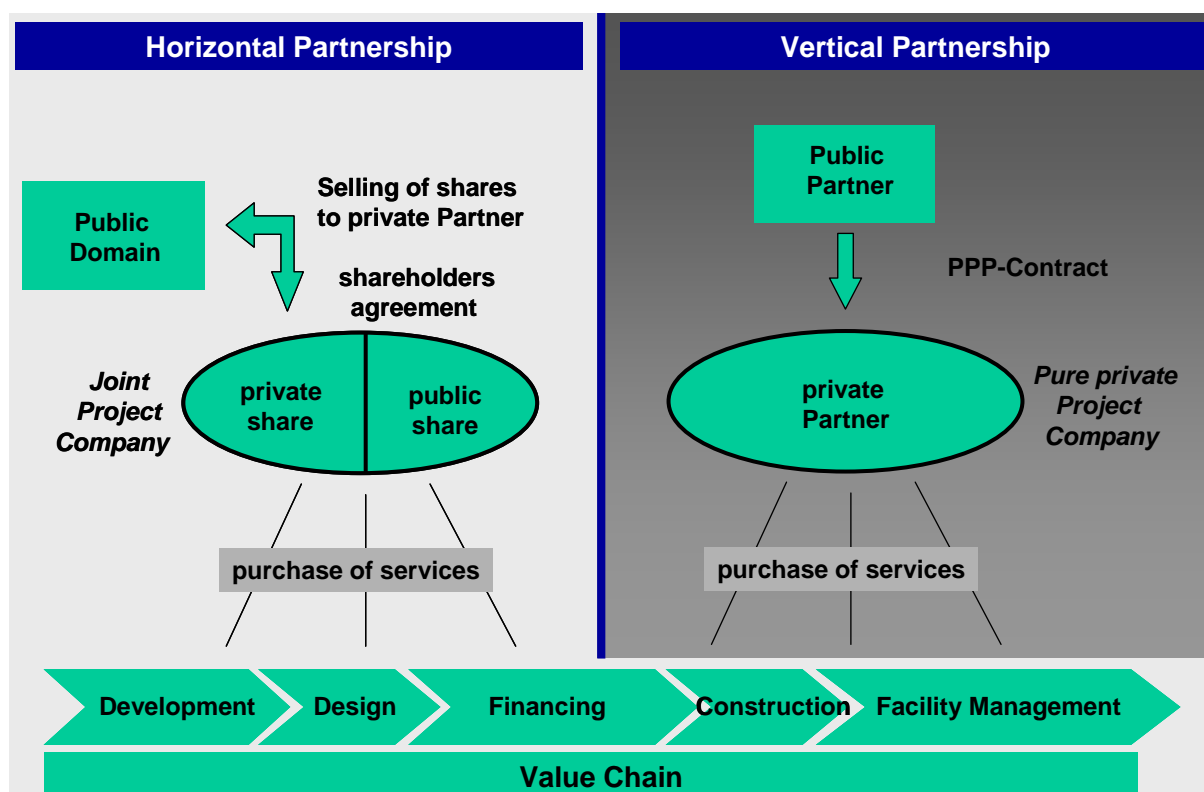 Horizontal Partnership
Public
Domain
Selling of shares
to private Partner
shareholders
agreement
Joint
Project
Company
private
share
public
share
purchase of services
Vertical Partnership
Public
Partner
PPP-Contract
private
Partner
Pure private
Project
Company
purchase of services
Development
Design
Financing
Construction
Facility Management
Value Chain